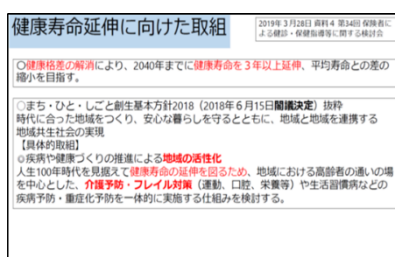 健康寿命延伸に向けた取組
2019年3月28日 資料4 第34回 保険者に
よる健診・保健指導等に関する検討会
○健康格差の解消により、2040年までに健康寿命を3年以上延伸、平均寿命との差の
縮小を目指す。
○まち・ひと・しごと創生基本方針2018（2018年6月15日閣議決定）抜粋
時代に合った地域をつくり、安心な暮らしを守るとともに、地域と地域を連携する
地域共生社会の実現
【具体的取組】
◎疾病や健康づくりの推進による地域の活性化
人生100年時代を見据えて健康寿命の延伸を図るため、地域における高齢者の通いの場
を中心とした、介護予防・フレイル対策（運動、口腔、栄養等）や生活習慣病などの
疾病予防・重症化予防を一体的に実施する仕組みを検討する。